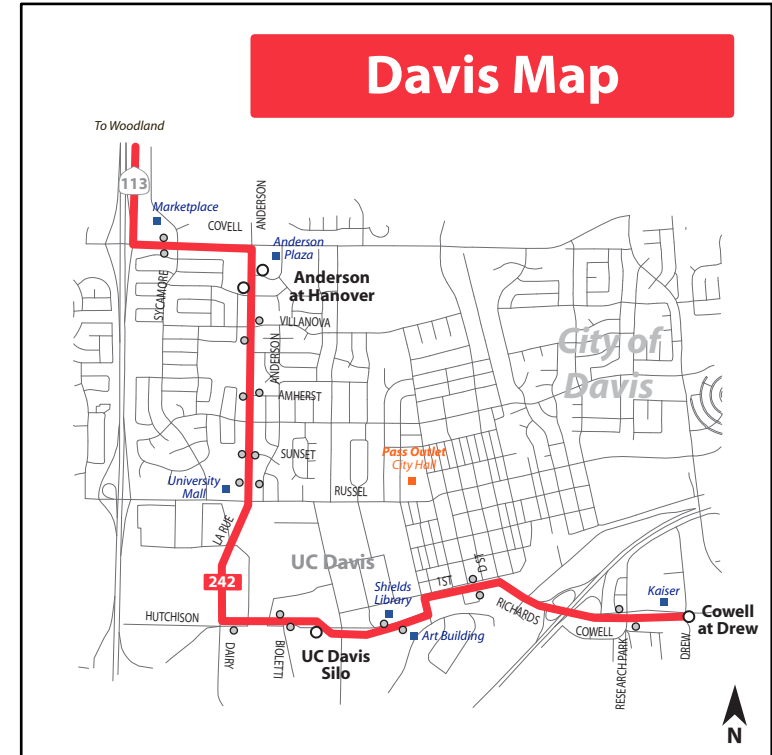 Davis Map
To Woodland
113
Marketplace
COVELL
ANDERSON
Anderson
Plaza
Anderson
at Hanover
SYCAMORE
VILLANOVA
ANDERSON
City of
Davis
AMHERST
SUNSET
Pass Outlet
City Hall
University
Mall
RUSSEL
LA RUE
UC Davis
242
1ST
D ST
Shields
Library
RICHARDS
Kaiser
HUTCHISON
Cowell
at Drew
COWELL
Art Building
DAIRY
BIOLETTI
UC Davis
Silo
RESEARCH PARK
DREW
N